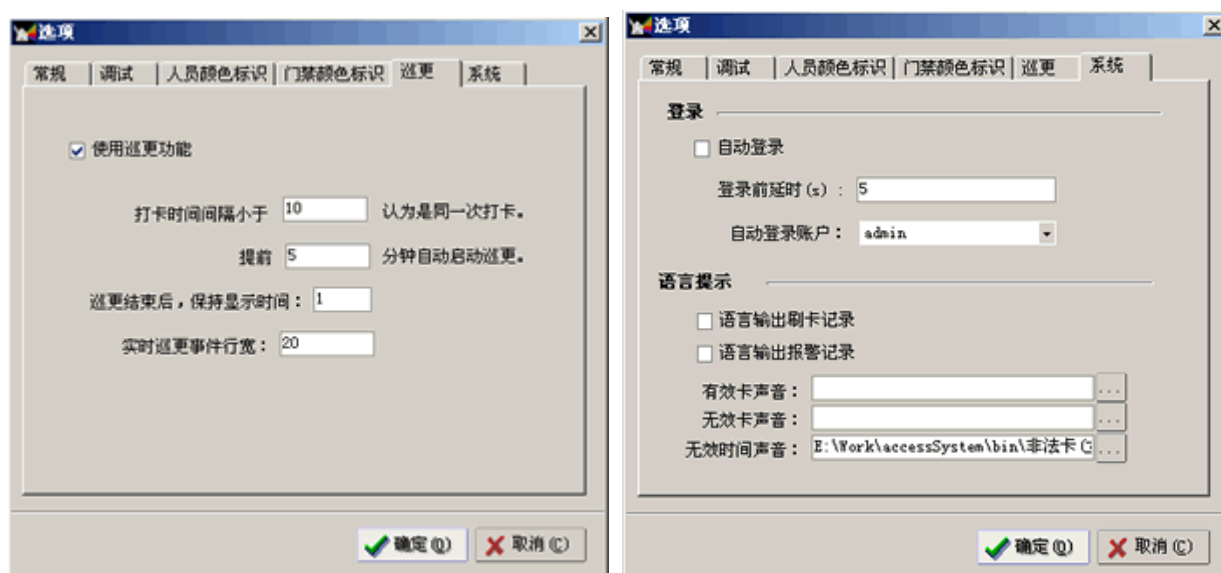 选项
常规 调试 人员颜色标识 门禁颜色标识 巡更 系统
使用巡更功能
打卡时间间隔小于 10 认为是同一次打卡。
提前 5 分钟自动启动巡更。
巡更结束后，保持显示时间： 1
实时巡更事件行宽： 20
确定(O) 取消(C)
选项
常规 调试 人员颜色标识 门禁颜色标识 巡更 系统
登录
自动登录
登录前延时(s)： 5
自动登录账户： admin
语言提示
语言输出刷卡记录
语言输出报警记录
有效卡声音： ...
无效卡声音： ...
无效时间声音： E:\Work\accessSystem\bin\非法卡( ...
确定(O) 取消(C)